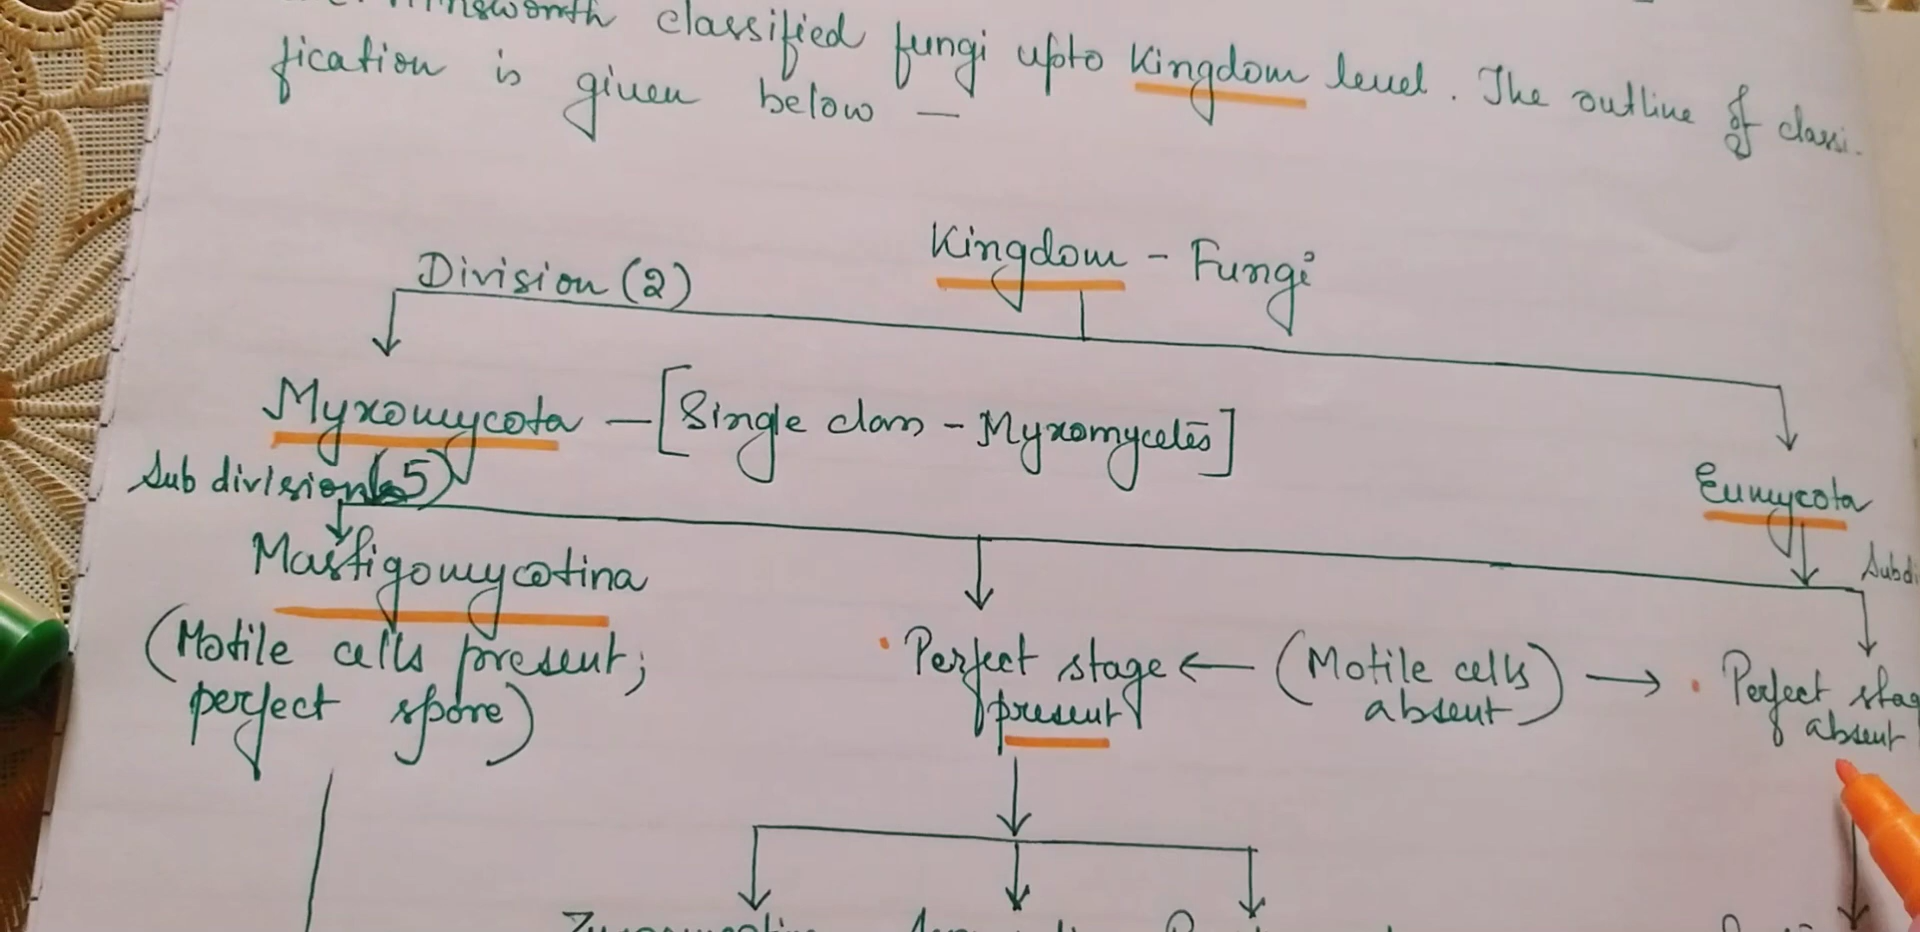 classified fungi upto Kingdom level. The outline of classi-
fication is given below —
Kingdom - Fungi
Division (2)
Myxomycota — [Single class - Myxomycetes]
Eumycota
Sub division (5)
Mastigomycotina
(Motile cells present;
perfect spore)
Perfect stage ← (Motile cells → Perfect
present absent) absent